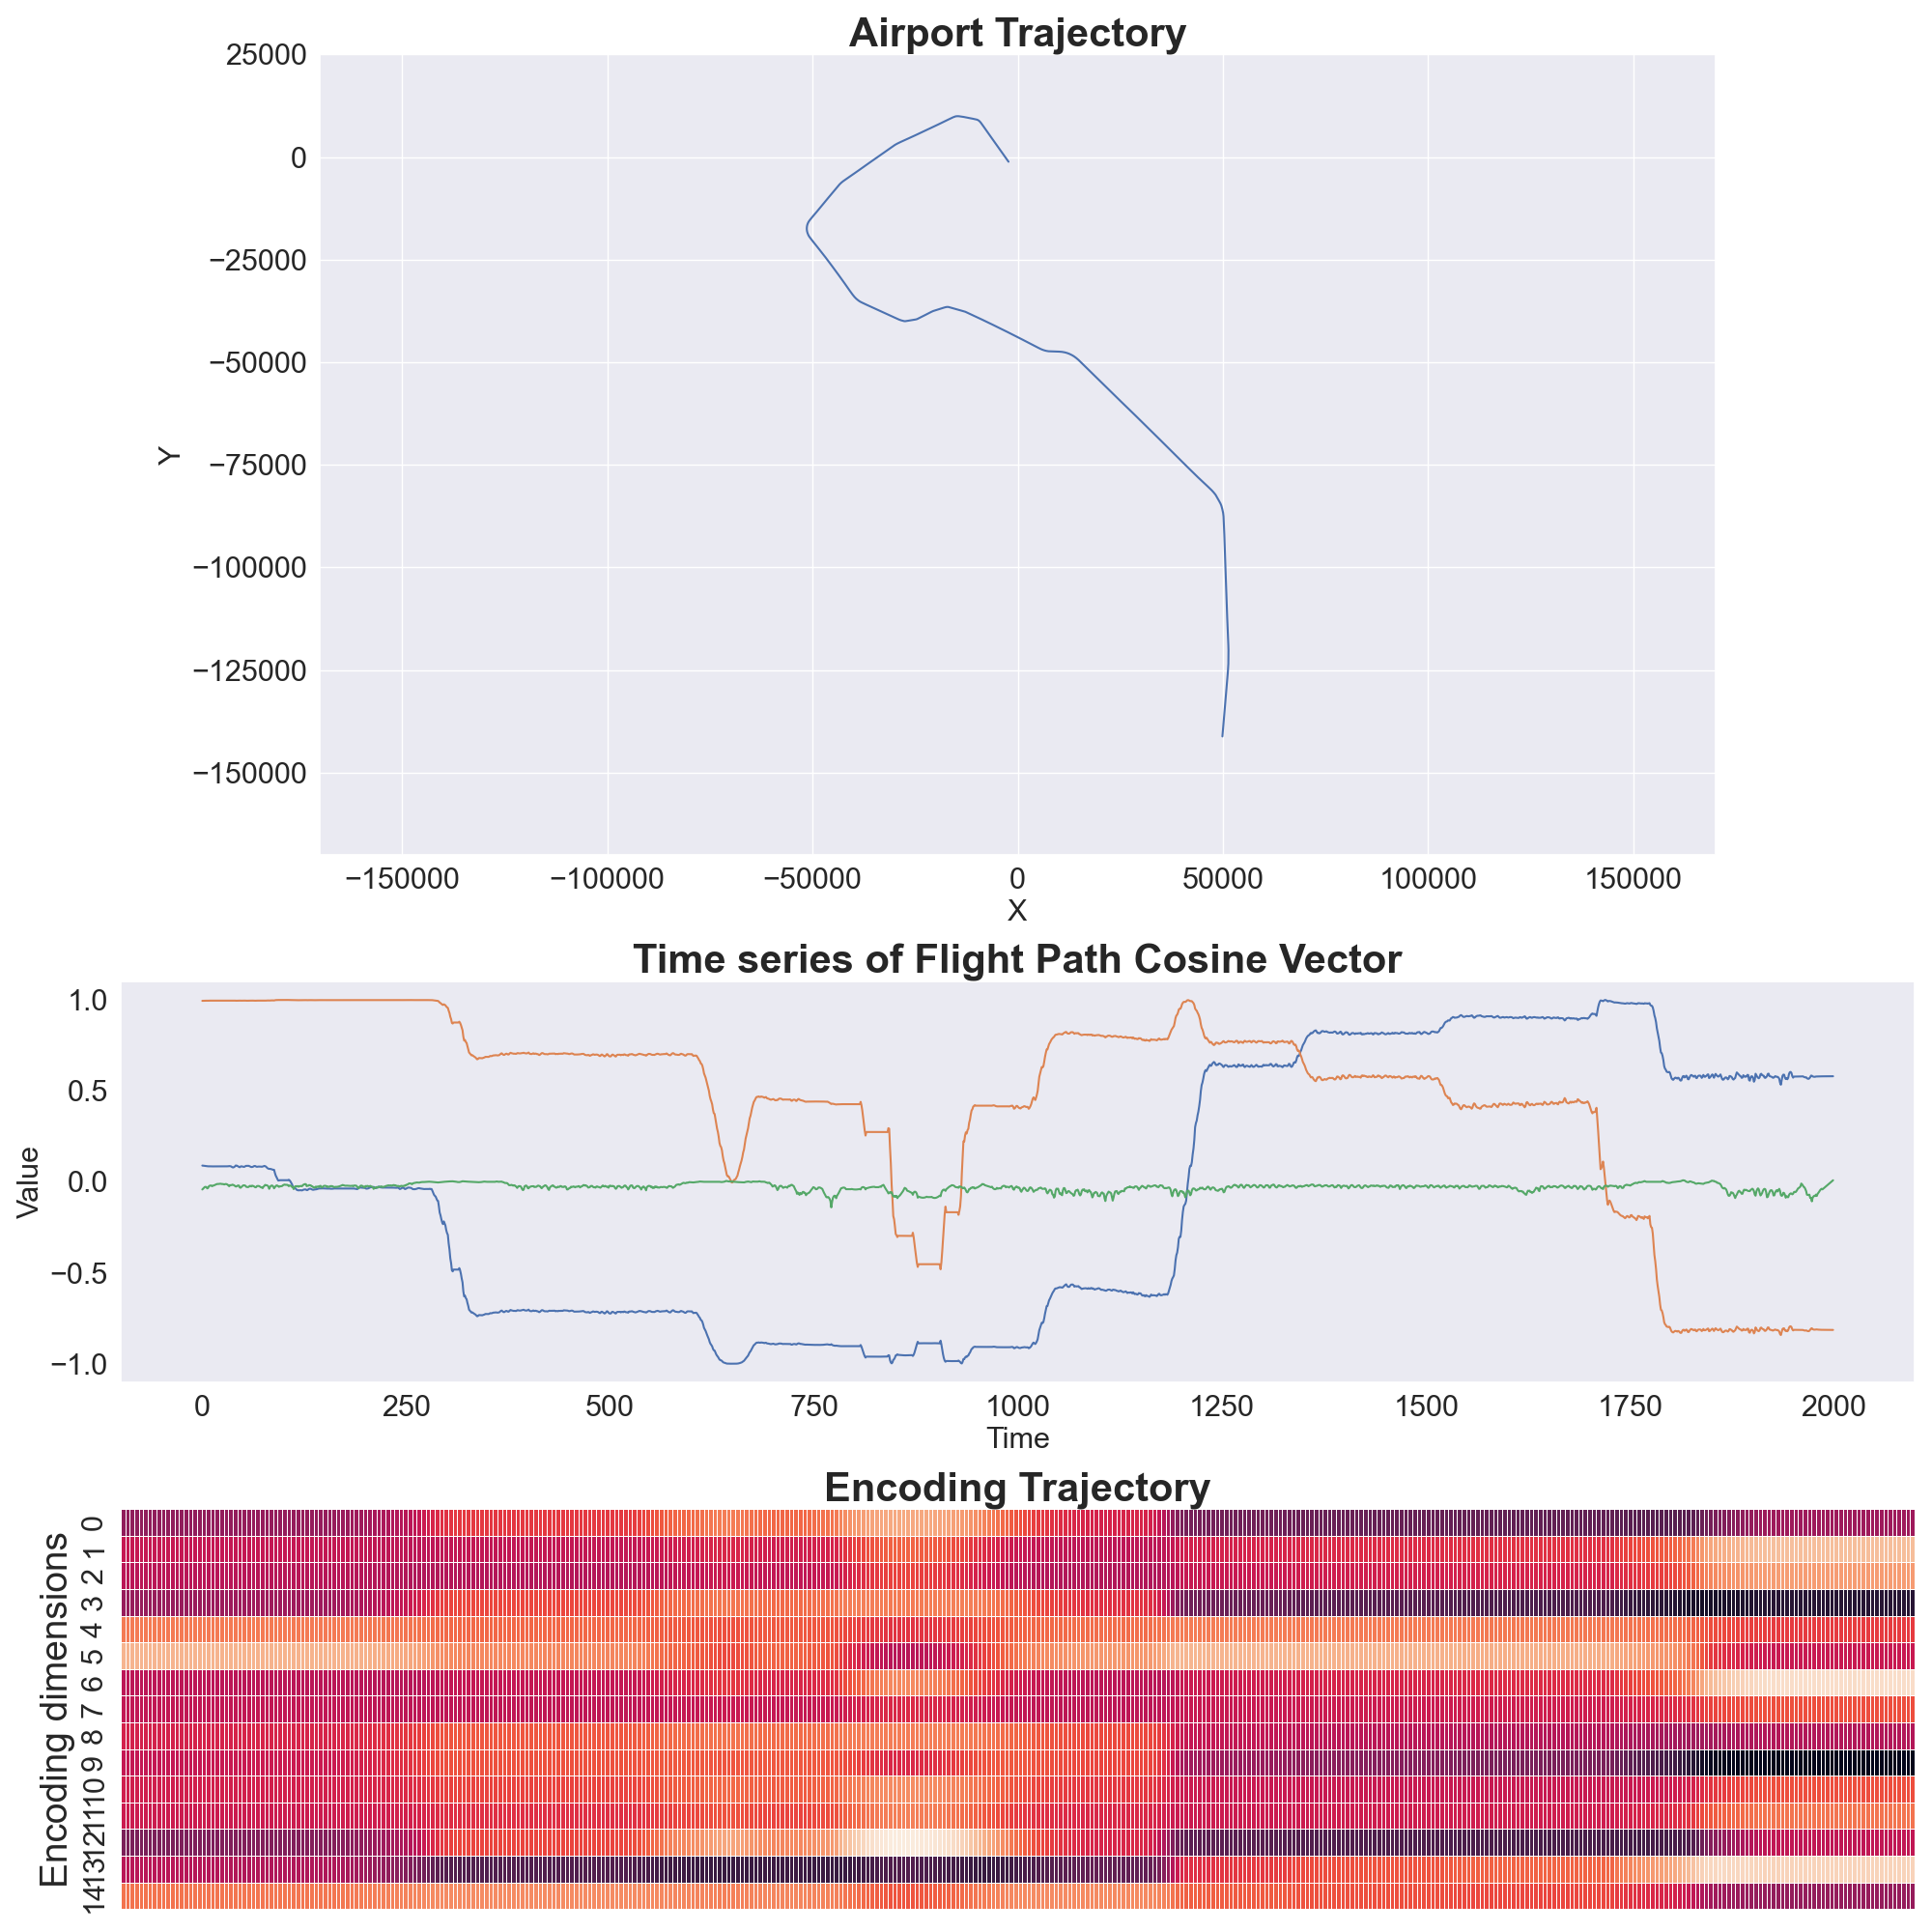 Airport Trajectory
25000
0
−25000
−50000
−75000
−100000
−125000
−150000
Y
−150000 −100000 −50000 0 50000 100000 150000
X
Time series of Flight Path Cosine Vector
1.0
0.5
0.0
−0.5
−1.0
Value
0 250 500 750 1000 1250 1500 1750 2000
Time
Encoding Trajectory
Encoding dimensions
0
1
2
3
4
5
6
7
8
9
10
11
12
13
14